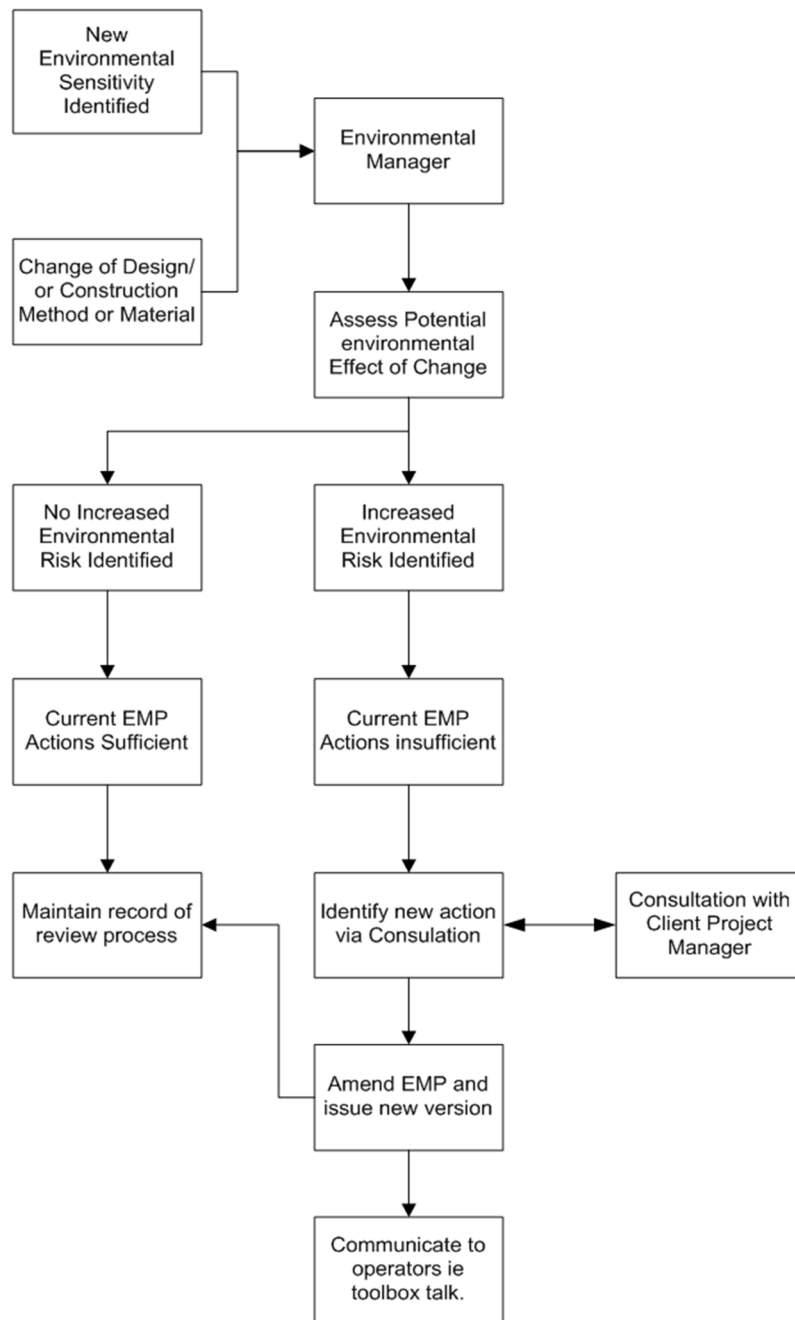 New
Environmental
Sensitivity
Identified
Environmental
Manager
Change of Design/
or Construction
Method or Material
Assess Potential
environmental
Effect of Change
No Increased
Environmental
Risk Identified
Increased
Environmental
Risk Identified
Current EMP
Actions Sufficient
Current EMP
Actions insufficient
Maintain record of
review process
Identify new action
via Consulation
Consultation with
Client Project
Manager
Amend EMP and
issue new version
Communicate to
operators ie
toolbox talk.